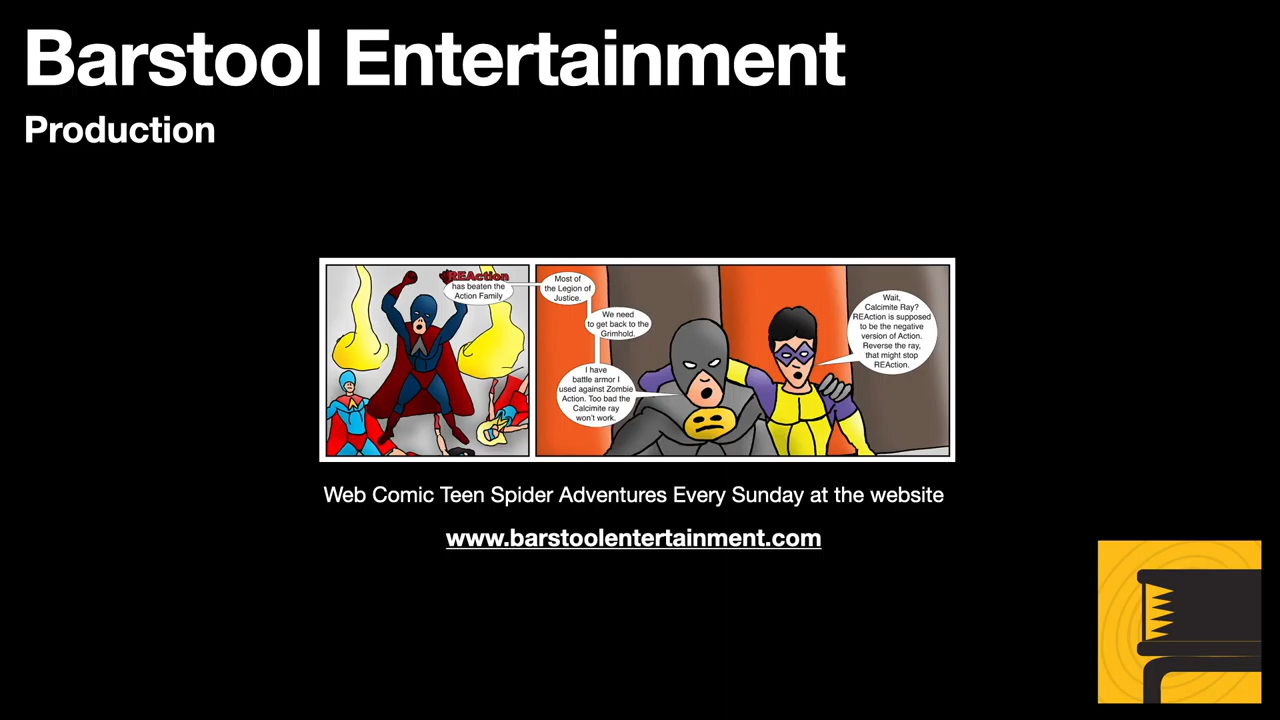 Barstool Entertainment
Production
REAction
has beaten the
Action Family
Most of
the Legion of
Justice.
We need
to get back to the
Grimhold.
I have
battle armor I
used against Zombie
Action. Too bad the
Calcimite ray
won't work.
Wait,
Calcimite Ray?
REAction is supposed
to be the negative
version of Action.
Reverse the ray,
that might stop
REAction.
Web Comic Teen Spider Adventures Every Sunday at the website
www.barstoolentertainment.com